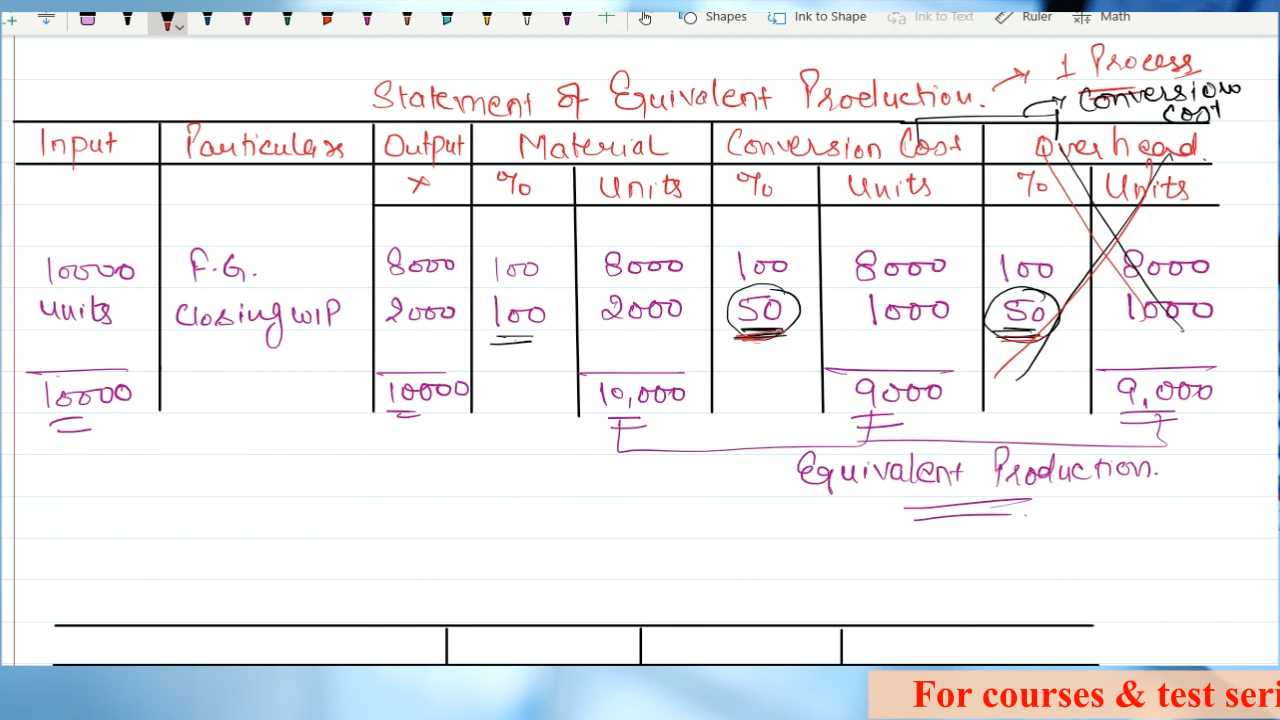 Shapes Ink to Shape Ink to Text Ruler Math
Statement of Equivalent Production. → 1 Process
Conversion
Cost
Input Particulars Output Material Conversion Cost Overhead.
x % Units % Units % Units
10000 F.G. 8000 100 8000 100 8000 100 8000
units closing WIP 2000 100 2000 50 1000 50 1000
10000 10000 10,000 9000 9,000
Equivalent Production.
For courses & test seri